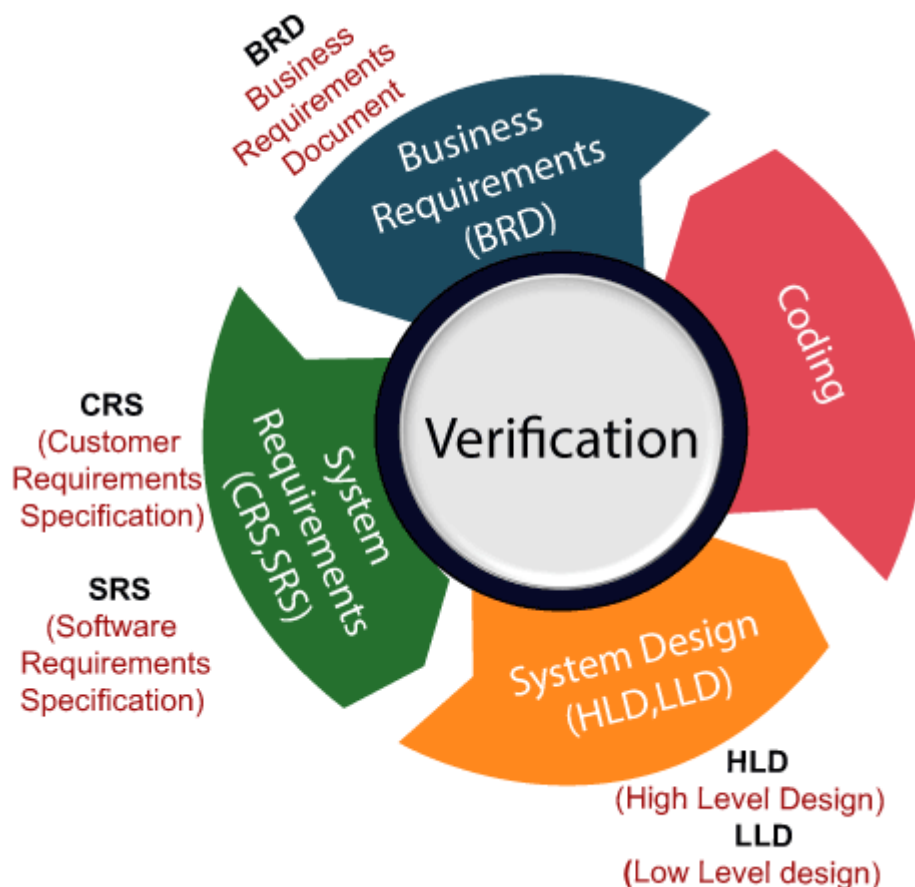 BRD
Business
Requirements
Document
Business
Requirements
(BRD)
Coding
Verification
CRS
(Customer
Requirements
Specification)
SRS
(Software
Requirements
Specification)
System
Requirements
(CRS,SRS)
System Design
(HLD,LLD)
HLD
(High Level Design)
LLD
(Low Level design)